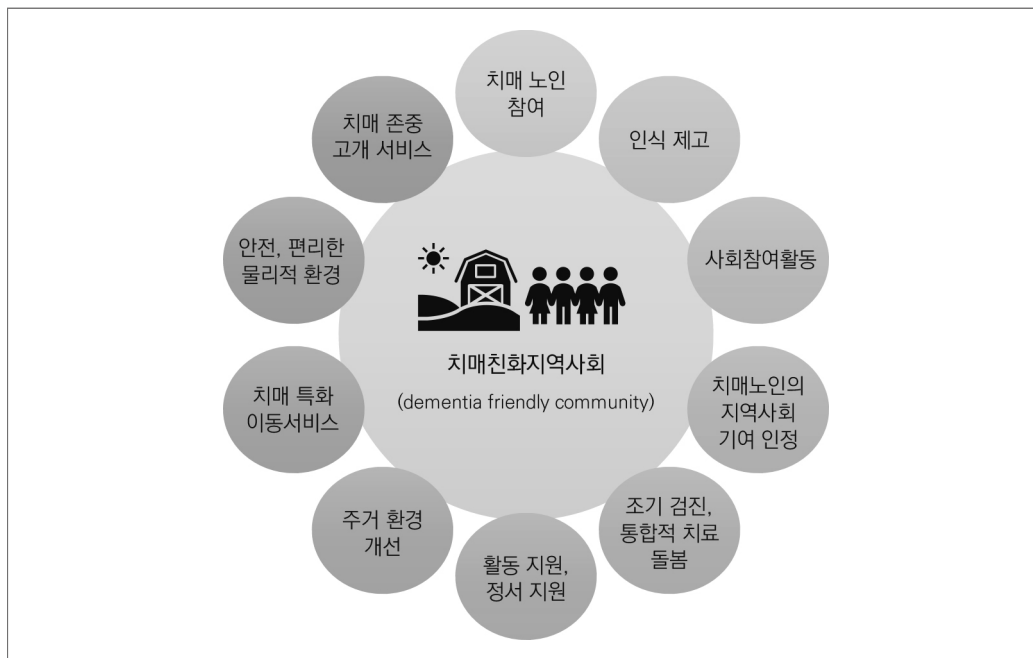 치매 노인
참여
인식 제고
사회참여활동
치매노인의
지역사회
기여 인정
조기 검진,
통합적 치료
돌봄
활동 지원,
정서 지원
주거 환경
개선
치매 특화
이동서비스
안전, 편리한
물리적 환경
치매 존중
고개 서비스
치매친화지역사회
(dementia friendly community)